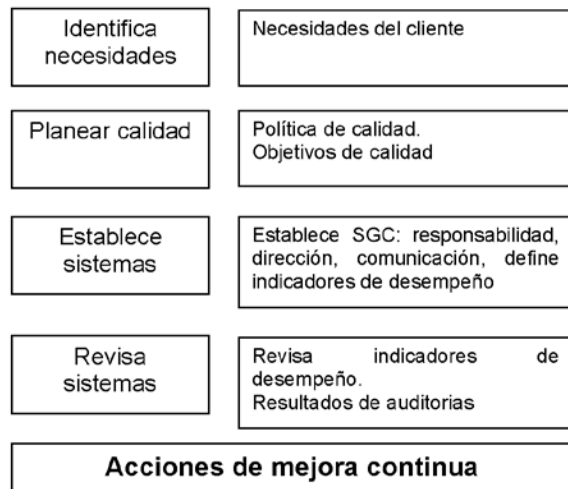 Identifica
necesidades
Necesidades del cliente
Planear calidad
Política de calidad.
Objetivos de calidad
Establece
sistemas
Establece SGC: responsabilidad,
dirección, comunicación, define
indicadores de desempeño
Revisa
sistemas
Revisa indicadores de
desempeño.
Resultados de auditorias
Acciones de mejora continua